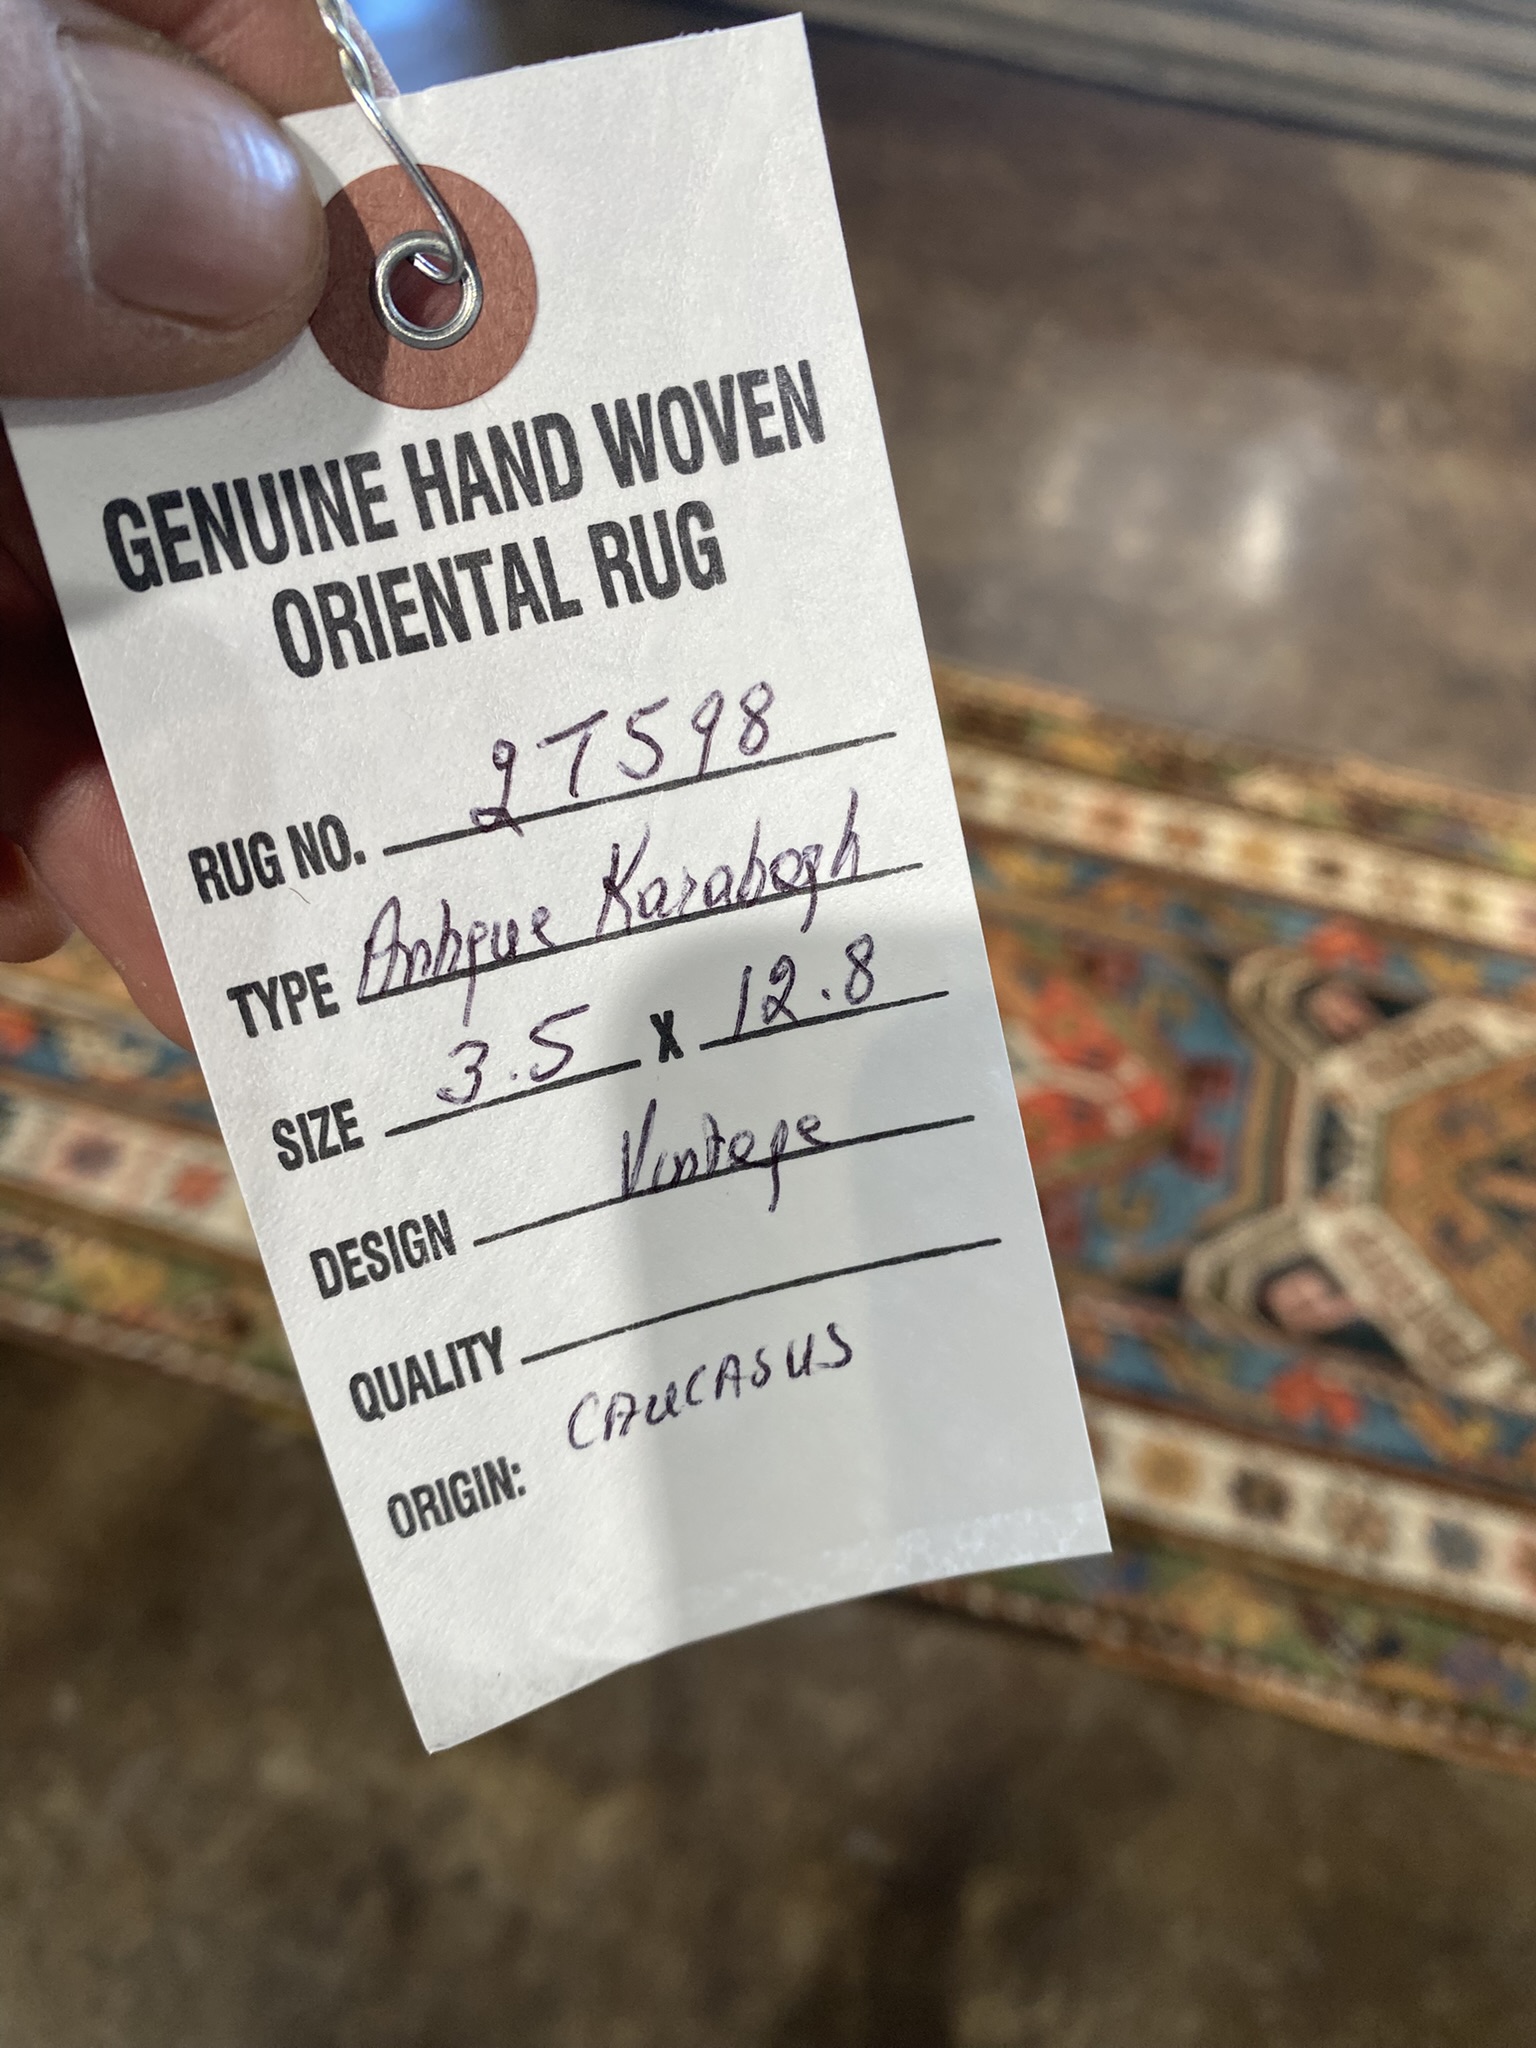 GENUINE HAND WOVEN
ORIENTAL RUG
RUG NO. 27598
TYPE Antique Karabagh
SIZE 3.5 X 12.8
DESIGN Vintage
QUALITY
ORIGIN: CAUCASUS